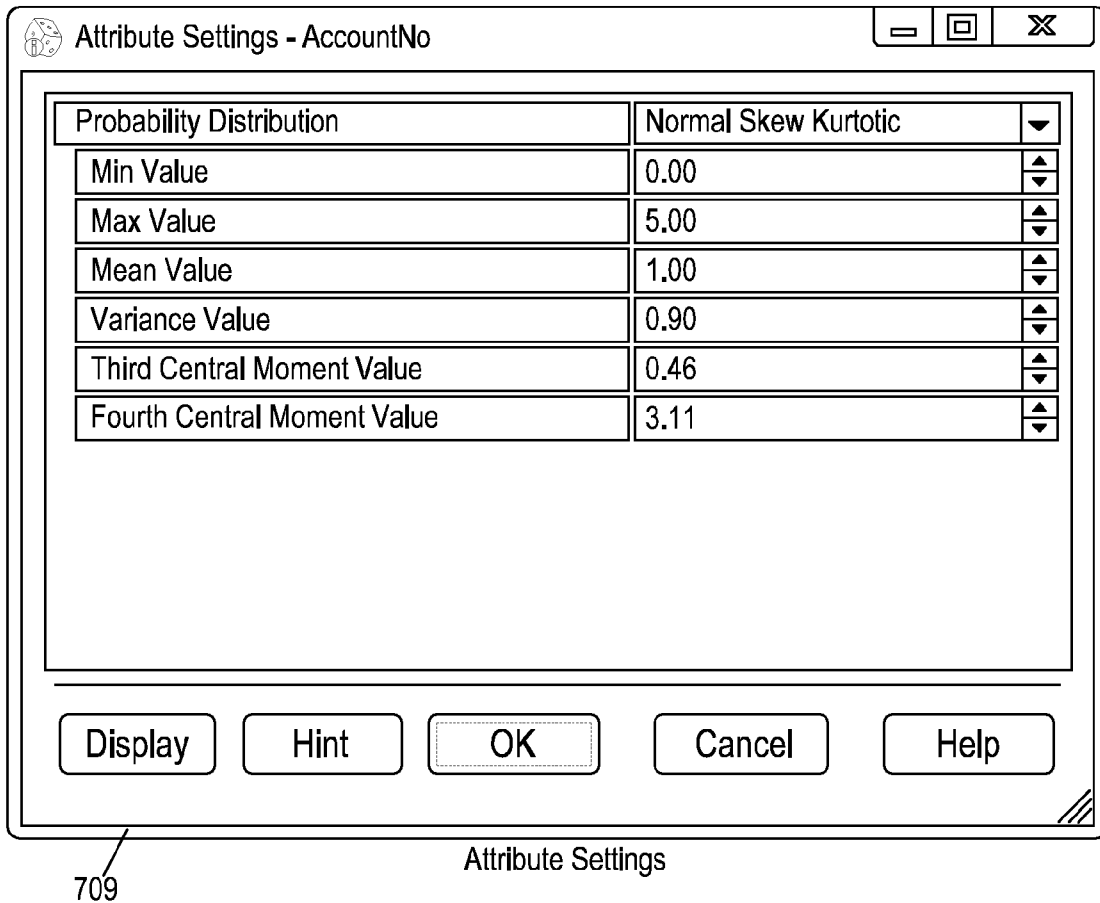 Attribute Settings - AccountNo
Probability Distribution Normal Skew Kurtotic
Min Value 0.00
Max Value 5.00
Mean Value 1.00
Variance Value 0.90
Third Central Moment Value 0.46
Fourth Central Moment Value 3.11
Display Hint OK Cancel Help
Attribute Settings
709